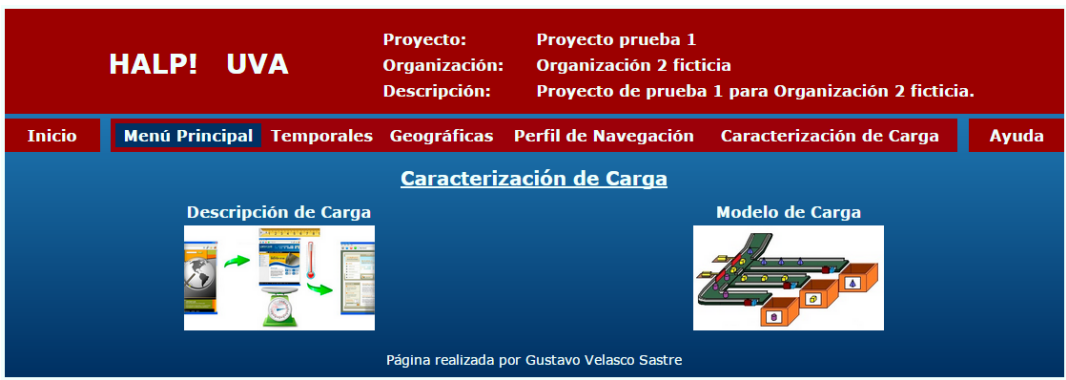 HALP! UVA
Proyecto: Proyecto prueba 1
Organización: Organización 2 ficticia
Descripción: Proyecto de prueba 1 para Organización 2 ficticia.
Inicio Menú Principal Temporales Geográficas Perfil de Navegación Caracterización de Carga Ayuda
Caracterización de Carga
Descripción de Carga Modelo de Carga
Página realizada por Gustavo Velasco Sastre